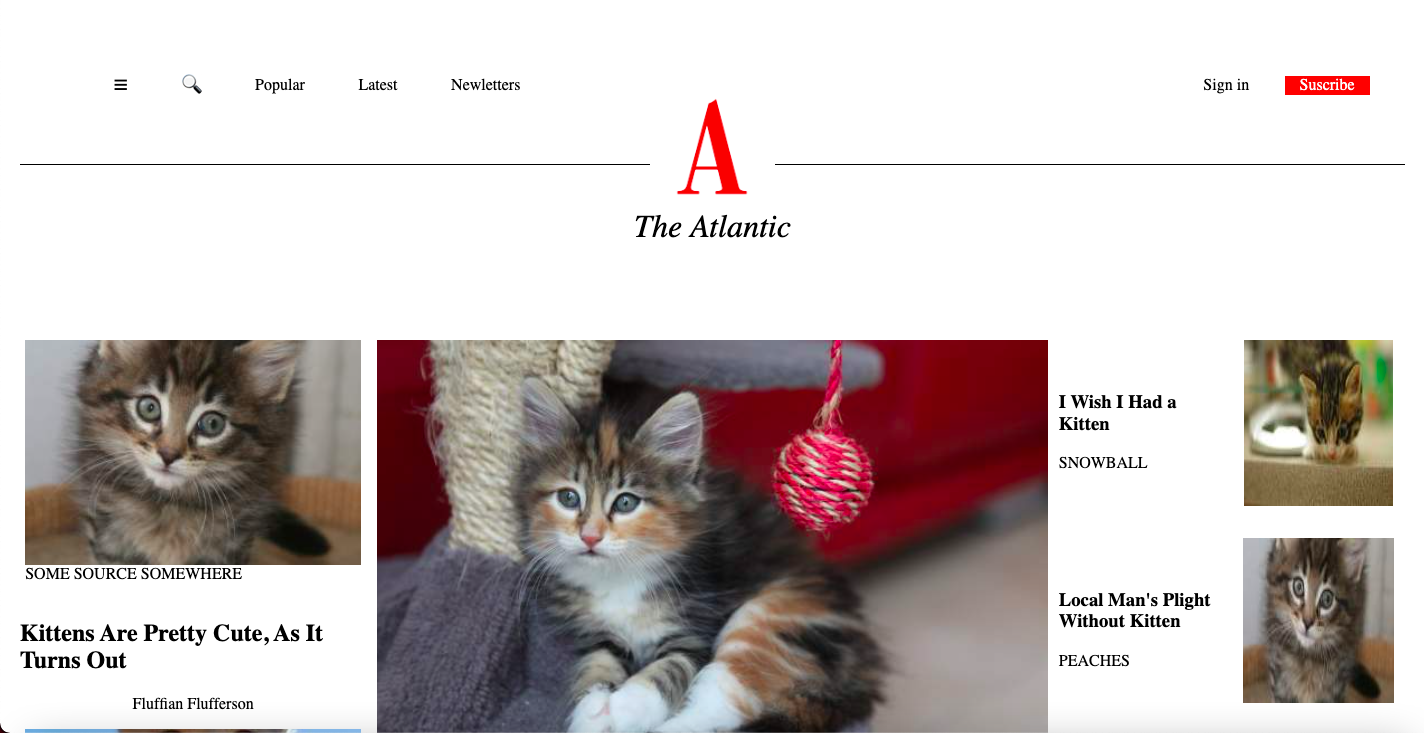 Popular Latest Newletters Sign in Suscribe
A
The Atlantic
SOME SOURCE SOMEWHERE
Kittens Are Pretty Cute, As It
Turns Out
Fluffian Flufferson
I Wish I Had a
Kitten
SNOWBALL
Local Man's Plight
Without Kitten
PEACHES